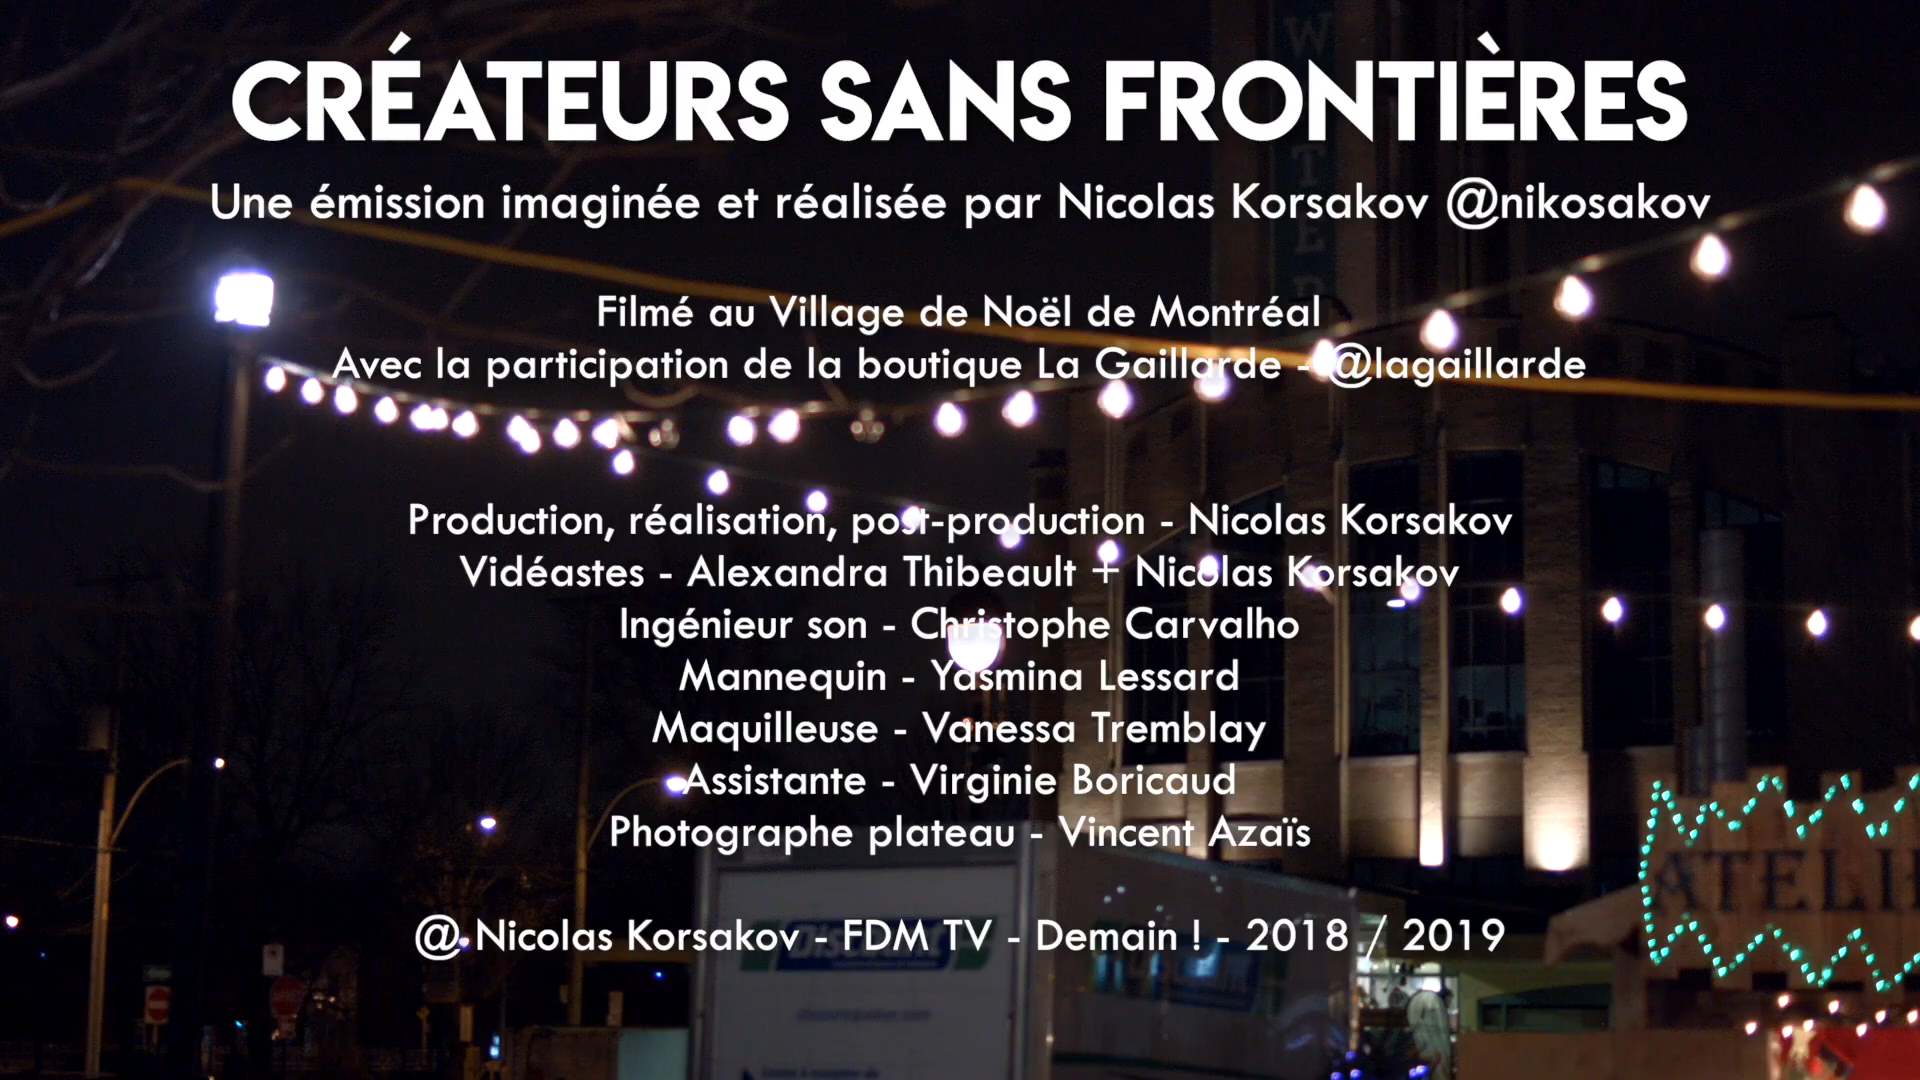 CRÉATEURS SANS FRONTIÈRES
Une émission imaginée et réalisée par Nicolas Korsakov @nikosakov
Filmé au Village de Noël de Montréal
Avec la participation de la boutique La Gaillarde - @lagaillarde
Production, réalisation, post-production - Nicolas Korsakov
Vidéastes - Alexandra Thibeault + Nicolas Korsakov
Ingénieur son - Christophe Carvalho
Mannequin - Yasmina Lessard
Maquilleuse - Vanessa Tremblay
Assistante - Virginie Boricaud
Photographe plateau - Vincent Azaïs
@ Nicolas Korsakov - FDM TV - Demain ! - 2018 / 2019
ATELI
Discount